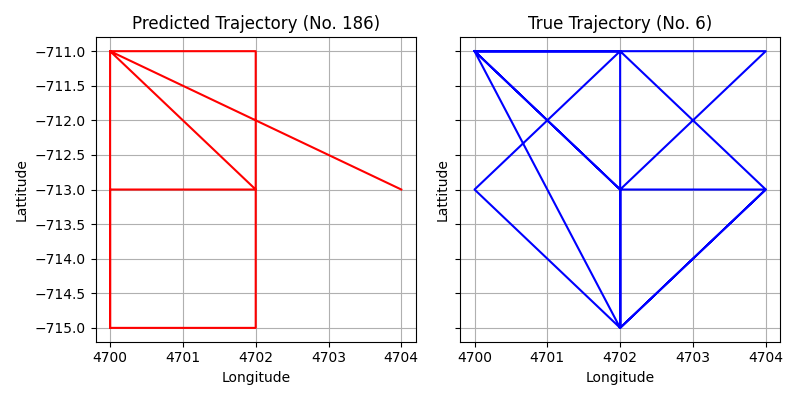 Predicted Trajectory (No. 186)
True Trajectory (No. 6)
Lattitude
−711.0
−711.5
−712.0
−712.5
−713.0
−713.5
−714.0
−714.5
−715.0
4700 4701 4702 4703 4704
Longitude
Lattitude
4700 4701 4702 4703 4704
Longitude